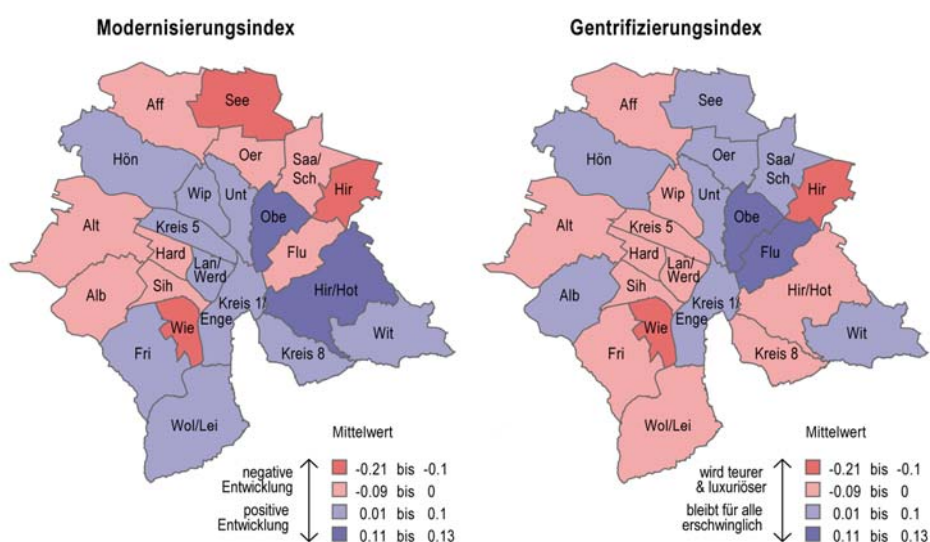 Modernisierungsindex
Aff
See
Hön
Oer
Saa/
Sch
Wip
Unt
Hir
Obe
Alt
Kreis 5
Flu
Hard
Lan/
Werd
Alb
Sih
Kreis 1/
Hir/Hot
Enge
Wie
Wit
Fri
Kreis 8
Wol/Lei
Mittelwert
negative
Entwicklung
positive
Entwicklung
-0.21 bis -0.1
-0.09 bis 0
0.01 bis 0.1
0.11 bis 0.13
Gentrifizierungsindex
Aff
See
Hön
Oer
Saa/
Sch
Wip
Unt
Hir
Obe
Alt
Kreis 5
Flu
Hard
Lan/
Werd
Alb
Sih
Kreis 1/
Hir/Hot
Enge
Wie
Wit
Fri
Kreis 8
Wol/Lei
Mittelwert
wird teurer
& luxuriöser
bleibt für alle
erschwinglich
-0.21 bis -0.1
-0.09 bis 0
0.01 bis 0.1
0.11 bis 0.13